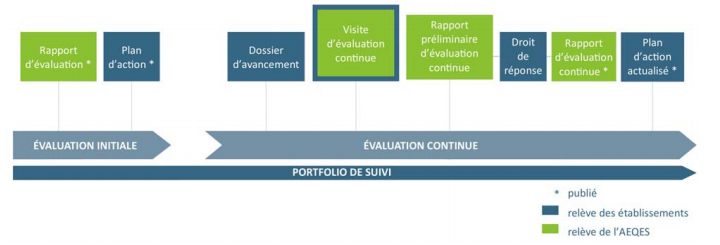 Rapport
d'évaluation *
Plan
d'action *
Dossier
d'avancement
Visite
d'évaluation
continue
Rapport
préliminaire
d'évaluation
continue
Droit
de
réponse
Rapport
d'évaluation
continue *
Plan
d'action
actualisé *
ÉVALUATION INITIALE
ÉVALUATION CONTINUE
PORTFOLIO DE SUIVI
* publié
relève des établissements
relève de l'AEQES